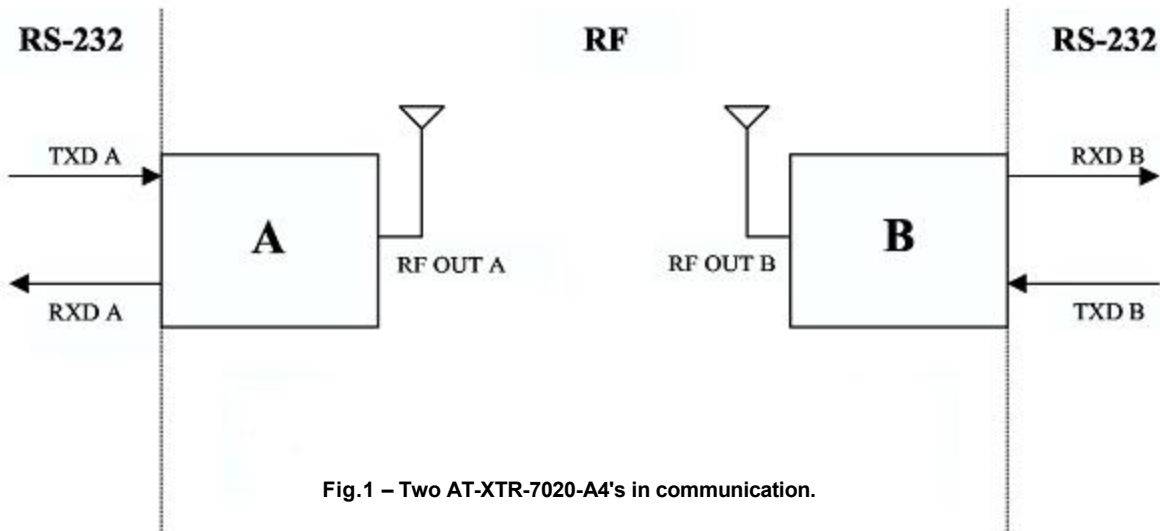 RS-232
RF
RS-232
TXD A
RXD B
A
B
RF OUT A
RF OUT B
RXD A
TXD B
Fig.1 – Two AT-XTR-7020-A4's in communication.